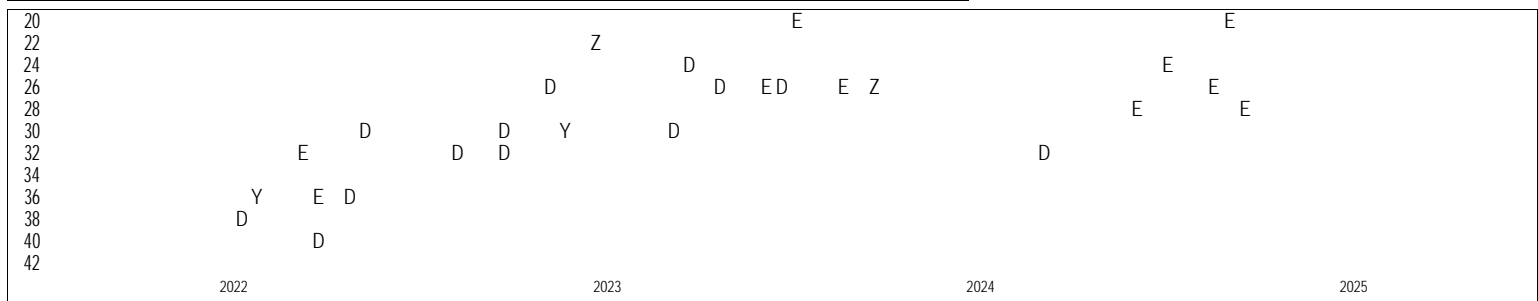 20 E E
22 Z
24 D E
26 D D E D E Z E
28 E E
30 D D Y D
32 E D D D
34
36 Y E D
38 D
40 D
42
2022 2023 2024 2025